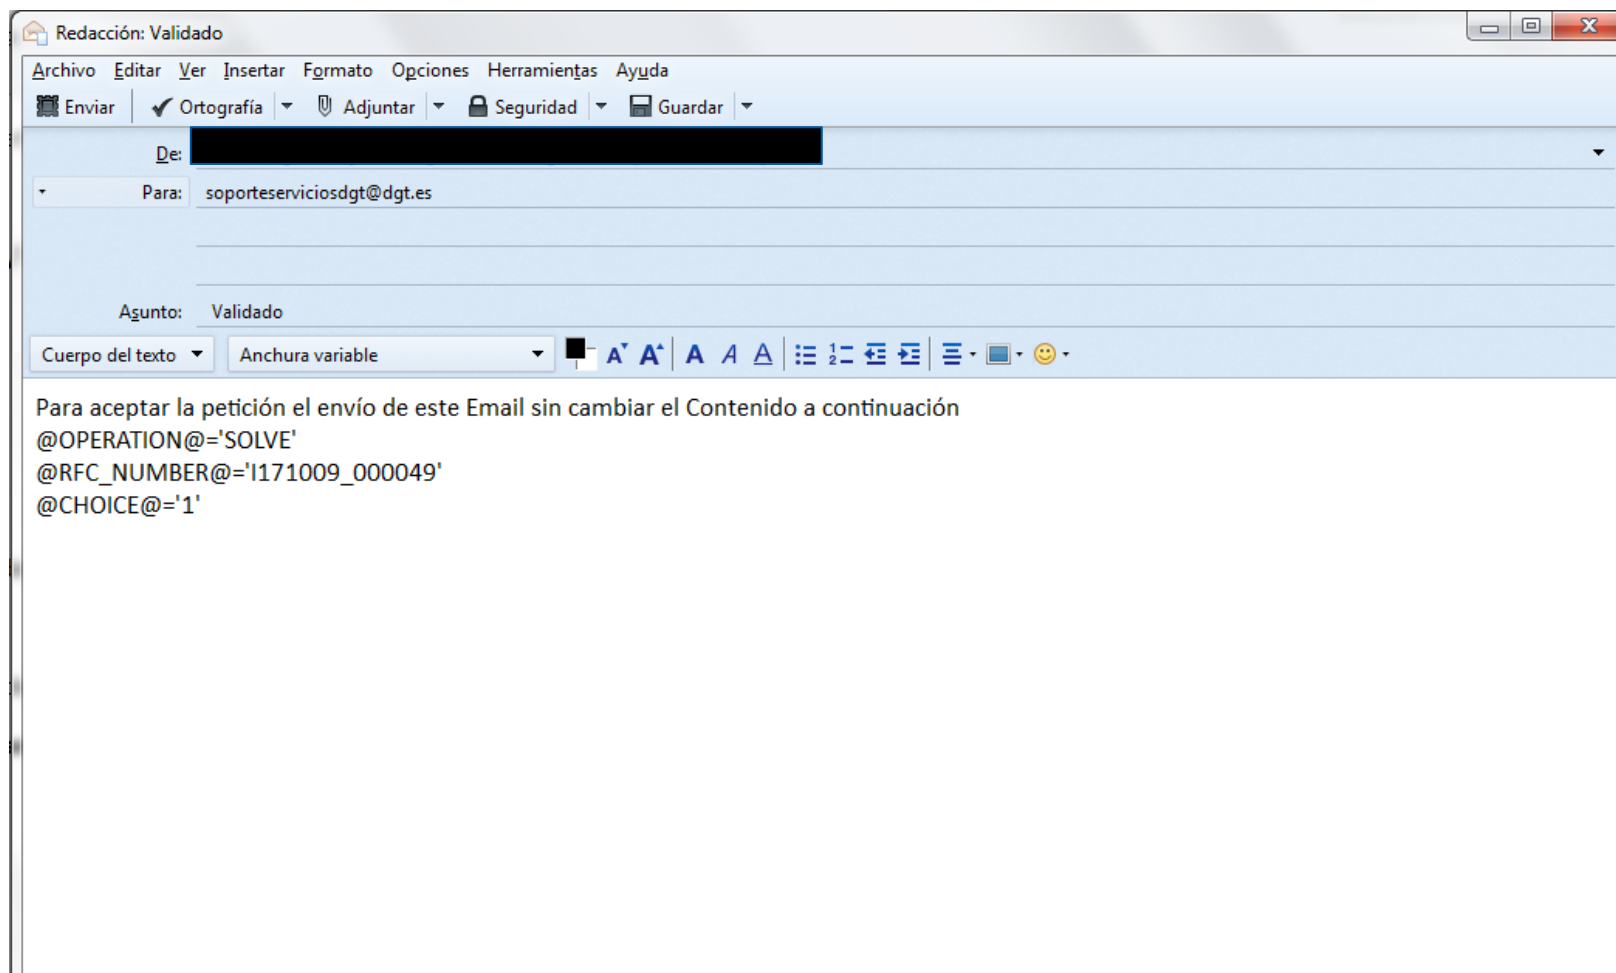 Redacción: Validado
Archivo Editar Ver Insertar Formato Opciones Herramientas Ayuda
Enviar Ortografía Adjuntar Seguridad Guardar
De:
Para: soporteserviciosdgt@dgt.es
Asunto: Validado
Cuerpo del texto Anchura variable
Para aceptar la petición el envío de este Email sin cambiar el Contenido a continuación
@OPERATION@='SOLVE'
@RFC_NUMBER@='I171009_000049'
@CHOICE@='1'